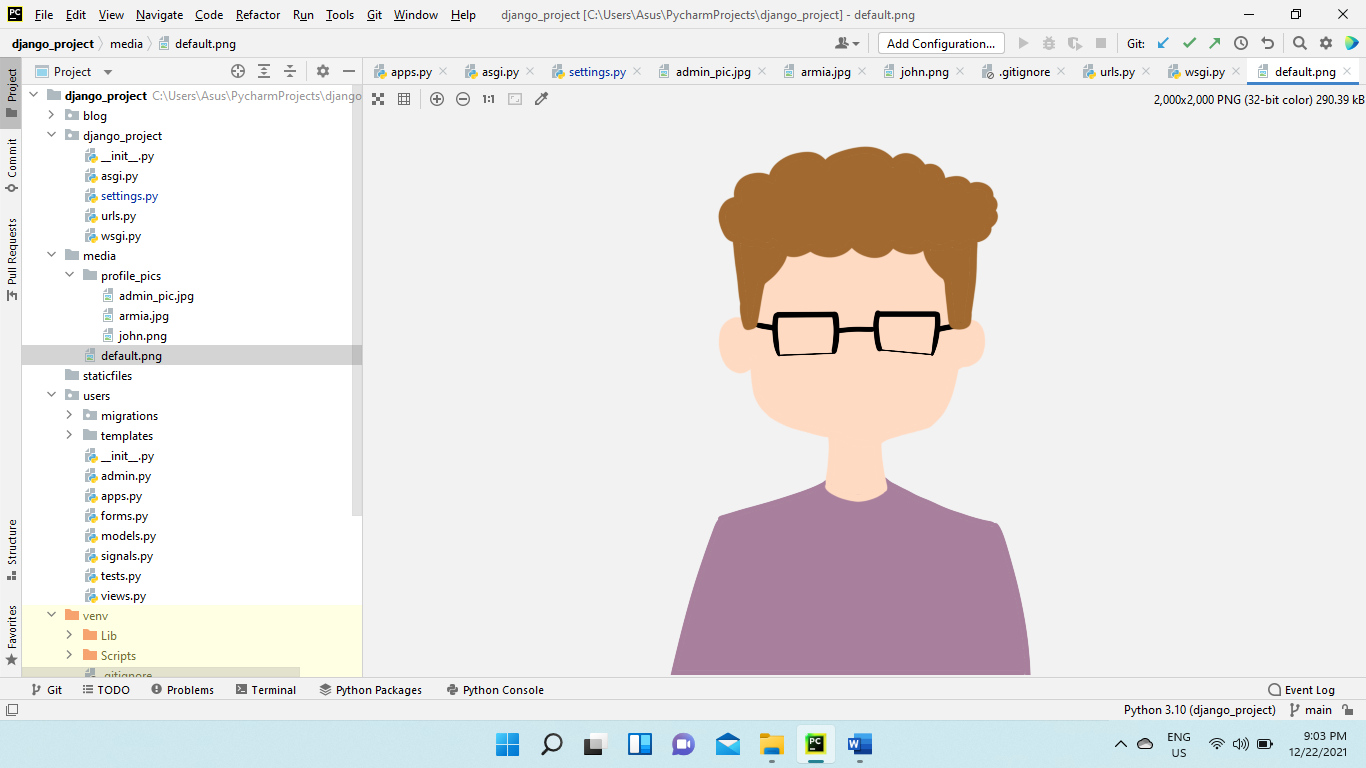 PC File Edit View Navigate Code Refactor Run Tools Git Window Help django_project [C:\Users\Asus\PycharmProjects\django_project] - default.png
django_project media default.png Add Configuration... Git:
Project apps.py asgi.py settings.py admin_pic.jpg armia.jpg john.png .gitignore urls.py wsgi.py default.png
1:1 2,000x2,000 PNG (32-bit color) 290.39 kB
Project
Commit
Pull Requests
Structure
Favorites
django_project C:\Users\Asus\PycharmProjects\django
blog
django_project
__init__.py
asgi.py
settings.py
urls.py
wsgi.py
media
profile_pics
admin_pic.jpg
armia.jpg
john.png
default.png
staticfiles
users
migrations
templates
__init__.py
admin.py
apps.py
forms.py
models.py
signals.py
tests.py
views.py
venv
Lib
Scripts
.gitignore
Git TODO Problems Terminal Python Packages Python Console Event Log
Python 3.10 (django_project) main
PC W ENG 9:03 PM
US 12/22/2021